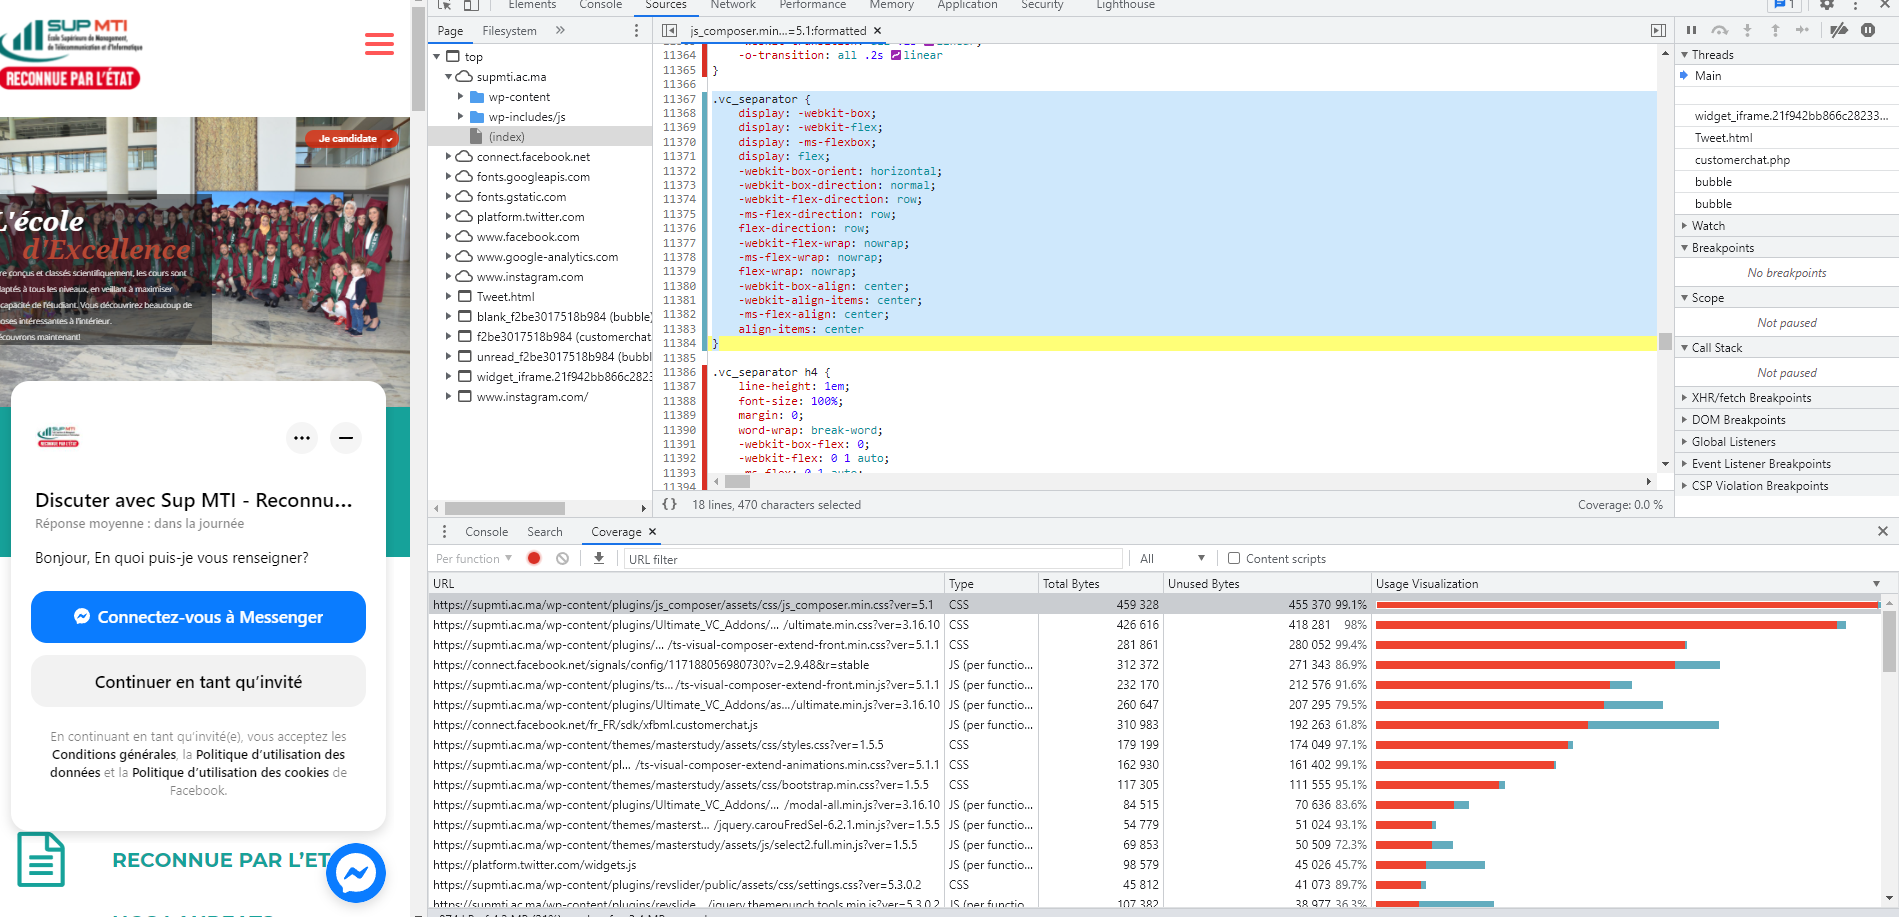 SUP MTI
École Supérieure de Management,
de Télécommunication et d'Informatique
RECONNUE PAR L'ÉTAT
Je candidate
L'école
d'Excellence
re conçus et classés scientifiquement, les cours sont
laptés à tous les niveaux, en veillant à maximiser
capacité de l'étudiant. Vous découvrirez beaucoup de
oses intéressantes à l'intérieur.
écouvrons maintenant!
SUP MTI
RECONNUE PAR L'ÉTAT
Discuter avec Sup MTI - Reconnu...
Réponse moyenne : dans la journée
Bonjour, En quoi puis-je vous renseigner?
Connectez-vous à Messenger
Continuer en tant qu'invité
En continuant en tant qu'invité(e), vous acceptez les
Conditions générales, la Politique d'utilisation des
données et la Politique d'utilisation des cookies de
Facebook.
RECONNUE PAR L'ET
Elements Console Sources Network Performance Memory Application Security Lighthouse 1
Page Filesystem »
top
supmti.ac.ma
wp-content
wp-includes/js
(index)
connect.facebook.net
fonts.googleapis.com
fonts.gstatic.com
platform.twitter.com
www.facebook.com
www.google-analytics.com
www.instagram.com
Tweet.html
blank_f2be3017518b984 (bubble)
f2be3017518b984 (customerchat
unread_f2be3017518b984 (bubbl
widget_iframe.21f942bb866c2823
www.instagram.com/
js_composer.min...=5.1:formatted ×
11364 -o-transition: all .2s linear
11365 }
11366
11367 .vc_separator {
11368 display: -webkit-box;
11369 display: -webkit-flex;
11370 display: -ms-flexbox;
11371 display: flex;
11372 -webkit-box-orient: horizontal;
11373 -webkit-box-direction: normal;
11374 -webkit-flex-direction: row;
11375 -ms-flex-direction: row;
11376 flex-direction: row;
11377 -webkit-flex-wrap: nowrap;
11378 -ms-flex-wrap: nowrap;
11379 flex-wrap: nowrap;
11380 -webkit-box-align: center;
11381 -webkit-align-items: center;
11382 -ms-flex-align: center;
11383 align-items: center
11384 }
11385
11386 .vc_separator h4 {
11387 line-height: 1em;
11388 font-size: 100%;
11389 margin: 0;
11390 word-wrap: break-word;
11391 -webkit-box-flex: 0;
11392 -webkit-flex: 0 1 auto;
11393 -ms-flex: 0 1 auto;
11394
{} 18 lines, 470 characters selected Coverage: 0.0 %
Threads
Main
widget_iframe.21f942bb866c28233...
Tweet.html
customerchat.php
bubble
bubble
Watch
Breakpoints
No breakpoints
Scope
Not paused
Call Stack
Not paused
XHR/fetch Breakpoints
DOM Breakpoints
Global Listeners
Event Listener Breakpoints
CSP Violation Breakpoints
Console Search Coverage ×
Per function URL filter All Content scripts
URL Type Total Bytes Unused Bytes Usage Visualization
https://supmti.ac.ma/wp-content/plugins/js_composer/assets/css/js_composer.min.css?ver=5.1 CSS 459 328 455 370 99.1%
https://supmti.ac.ma/wp-content/plugins/Ultimate_VC_Addons/... /ultimate.min.css?ver=3.16.10 CSS 426 616 418 281 98%
https://supmti.ac.ma/wp-content/plugins/... /ts-visual-composer-extend-front.min.css?ver=5.1.1 CSS 281 861 280 052 99.4%
https://connect.facebook.net/signals/config/117188056980730?v=2.9.48&r=stable JS (per functio... 312 372 271 343 86.9%
https://supmti.ac.ma/wp-content/plugins/ts... /ts-visual-composer-extend-front.min.js?ver=5.1.1 JS (per functio... 232 170 212 576 91.6%
https://supmti.ac.ma/wp-content/plugins/Ultimate_VC_Addons/as.../ultimate.min.js?ver=3.16.10 JS (per functio... 260 647 207 295 79.5%
https://connect.facebook.net/fr_FR/sdk/xfbml.customerchat.js JS (per functio... 310 983 192 263 61.8%
https://supmti.ac.ma/wp-content/themes/masterstudy/assets/css/styles.css?ver=1.5.5 CSS 179 199 174 049 97.1%
https://supmti.ac.ma/wp-content/pl... /ts-visual-composer-extend-animations.min.css?ver=5.1.1 CSS 162 930 161 402 99.1%
https://supmti.ac.ma/wp-content/themes/masterstudy/assets/css/bootstrap.min.css?ver=1.5.5 CSS 117 305 111 555 95.1%
https://supmti.ac.ma/wp-content/plugins/Ultimate_VC_Addons/... /modal-all.min.js?ver=3.16.10 JS (per functio... 84 515 70 636 83.6%
https://supmti.ac.ma/wp-content/themes/masterst... /jquery.carouFredSel-6.2.1.min.js?ver=1.5.5 JS (per functio... 54 779 51 024 93.1%
https://supmti.ac.ma/wp-content/themes/masterstudy/assets/js/select2.full.min.js?ver=1.5.5 JS (per functio... 69 853 50 509 72.3%
https://platform.twitter.com/widgets.js JS (per functio... 98 579 45 026 45.7%
https://supmti.ac.ma/wp-content/plugins/revslider/public/assets/css/settings.css?ver=5.3.0.2 CSS 45 812 41 073 89.7%
https://supmti.ac.ma/wp-content/plugins/revslide... /jquery.themepunch.tools.min.js?ver=5.3.0.2 JS (per functio... 107 382 38 977 36.3%